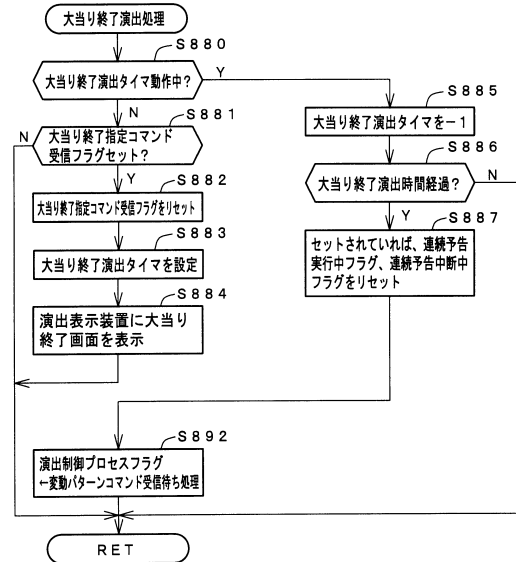 大当り終了演出処理
S880
大当り終了演出タイマ動作中?
Y
N
S881
N
大当り終了指定コマンド
受信フラグセット?
Y
S882
大当り終了指定コマンド受信フラグをリセット
S883
大当り終了演出タイマを設定
S884
演出表示装置に大当り
終了画面を表示
S885
大当り終了演出タイマを-1
S886
大当り終了演出時間経過?
N
Y
S887
セットされていれば、連続予告
実行中フラグ、連続予告中断中
フラグをリセット
S892
演出制御プロセスフラグ
←変動パターンコマンド受信待ち処理
RET